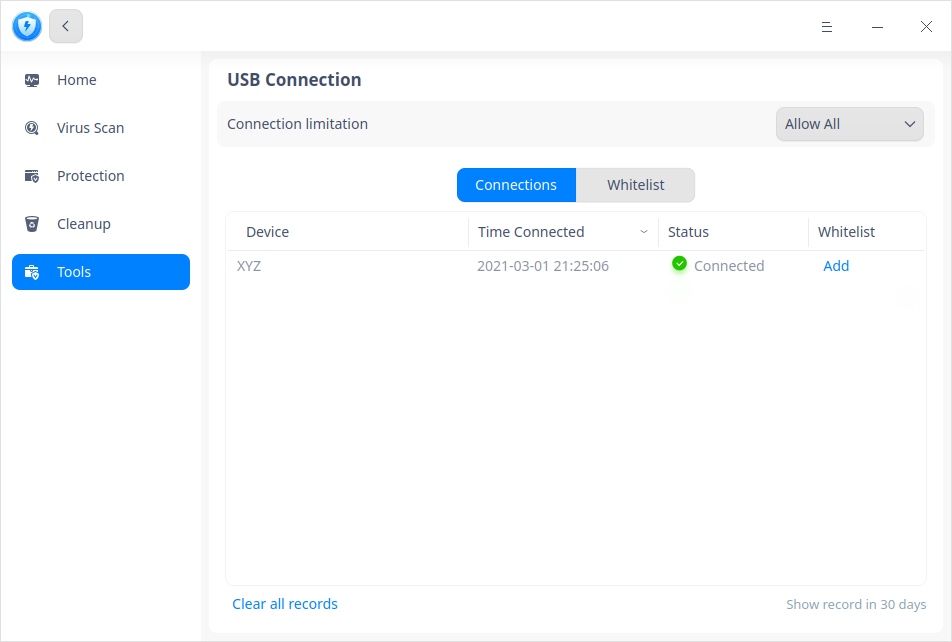 Home
Virus Scan
Protection
Cleanup
Tools
USB Connection
Connection limitation Allow All
Connections Whitelist
Device Time Connected Status Whitelist
XYZ 2021-03-01 21:25:06 Connected Add
Clear all records Show record in 30 days